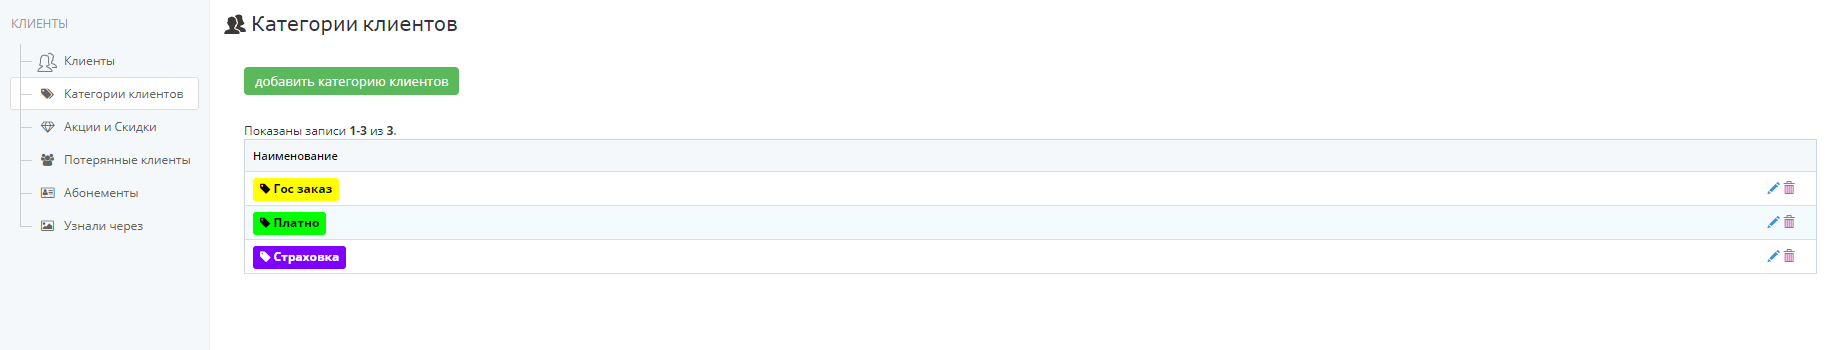 КЛИЕНТЫ
Клиенты
Категории клиентов
Акции и Скидки
Потерянные клиенты
Абонементы
Узнали через
Категории клиентов
добавить категорию клиентов
Показаны записи 1-3 из 3.
Наименование
Гос заказ
Платно
Страховка